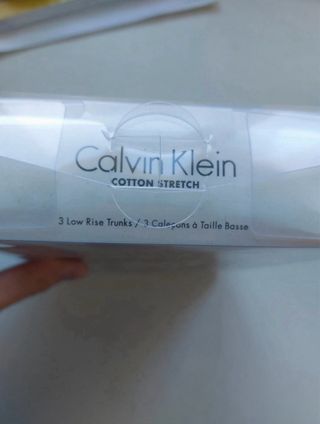 Calvin Klein
COTTON STRETCH
3 Low Rise Trunks / 3 Caleçons à Taille Basse